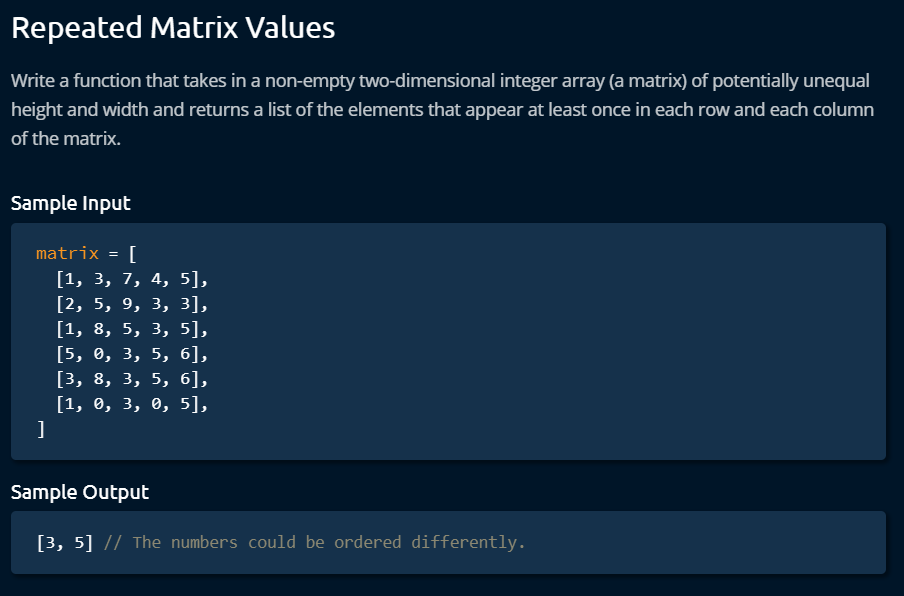 Repeated Matrix Values
Write a function that takes in a non-empty two-dimensional integer array (a matrix) of potentially unequal
height and width and returns a list of the elements that appear at least once in each row and each column
of the matrix.
Sample Input
matrix = [
[1, 3, 7, 4, 5],
[2, 5, 9, 3, 3],
[1, 8, 5, 3, 5],
[5, 0, 3, 5, 6],
[3, 8, 3, 5, 6],
[1, 0, 3, 0, 5],
]
Sample Output
[3, 5] // The numbers could be ordered differently.